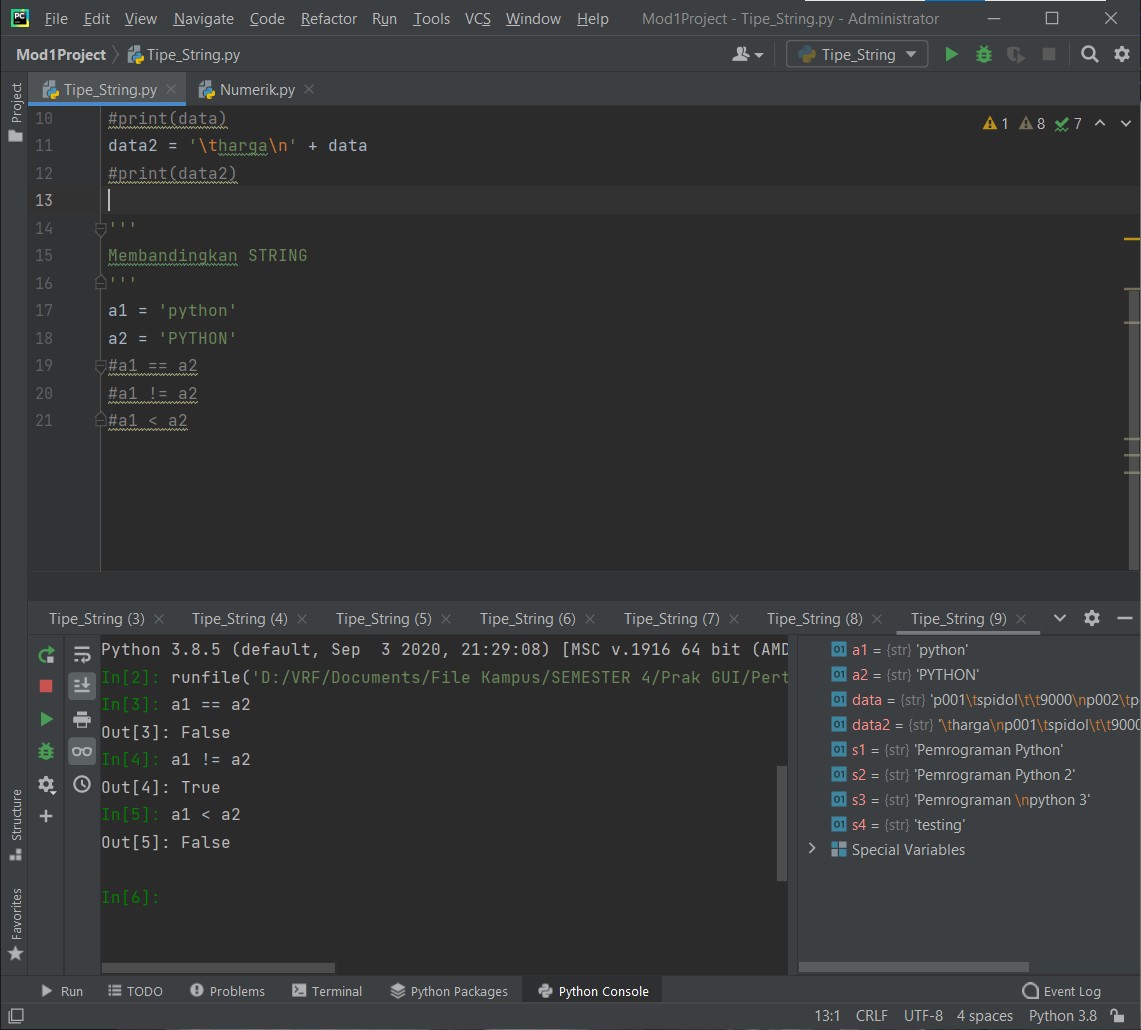 PC File Edit View Navigate Code Refactor Run Tools VCS Window Help Mod1Project - Tipe_String.py - Administrator
Mod1Project Tipe_String.py Tipe_String
Tipe_String.py Numerik.py
Project
10 #print(data)
11 data2 = '\tharga\n' + data
12 #print(data2)
13
14 '''
15 Membandingkan STRING
16 '''
17 a1 = 'python'
18 a2 = 'PYTHON'
19 #a1 == a2
20 #a1 != a2
21 #a1 < a2
1 8 7
Tipe_String (3) Tipe_String (4) Tipe_String (5) Tipe_String (6) Tipe_String (7) Tipe_String (8) Tipe_String (9)
Python 3.8.5 (default, Sep  3 2020, 21:29:08) [MSC v.1916 64 bit (AMD
In[2]: runfile('D:/VRF/Documents/File Kampus/SEMESTER 4/Prak GUI/Pert
In[3]: a1 == a2
Out[3]: False
In[4]: a1 != a2
Out[4]: True
In[5]: a1 < a2
Out[5]: False
In[6]:
01 a1 = {str} 'python'
01 a2 = {str} 'PYTHON'
01 data = {str} 'p001\tspidol\t\t9000\np002\tp
01 data2 = {str} '\tharga\np001\tspidol\t\t9000
01 s1 = {str} 'Pemrograman Python'
01 s2 = {str} 'Pemrograman Python 2'
01 s3 = {str} 'Pemrograman \npython 3'
01 s4 = {str} 'testing'
Special Variables
Structure
Favorites
Run TODO Problems Terminal Python Packages Python Console Event Log
13:1 CRLF UTF-8 4 spaces Python 3.8